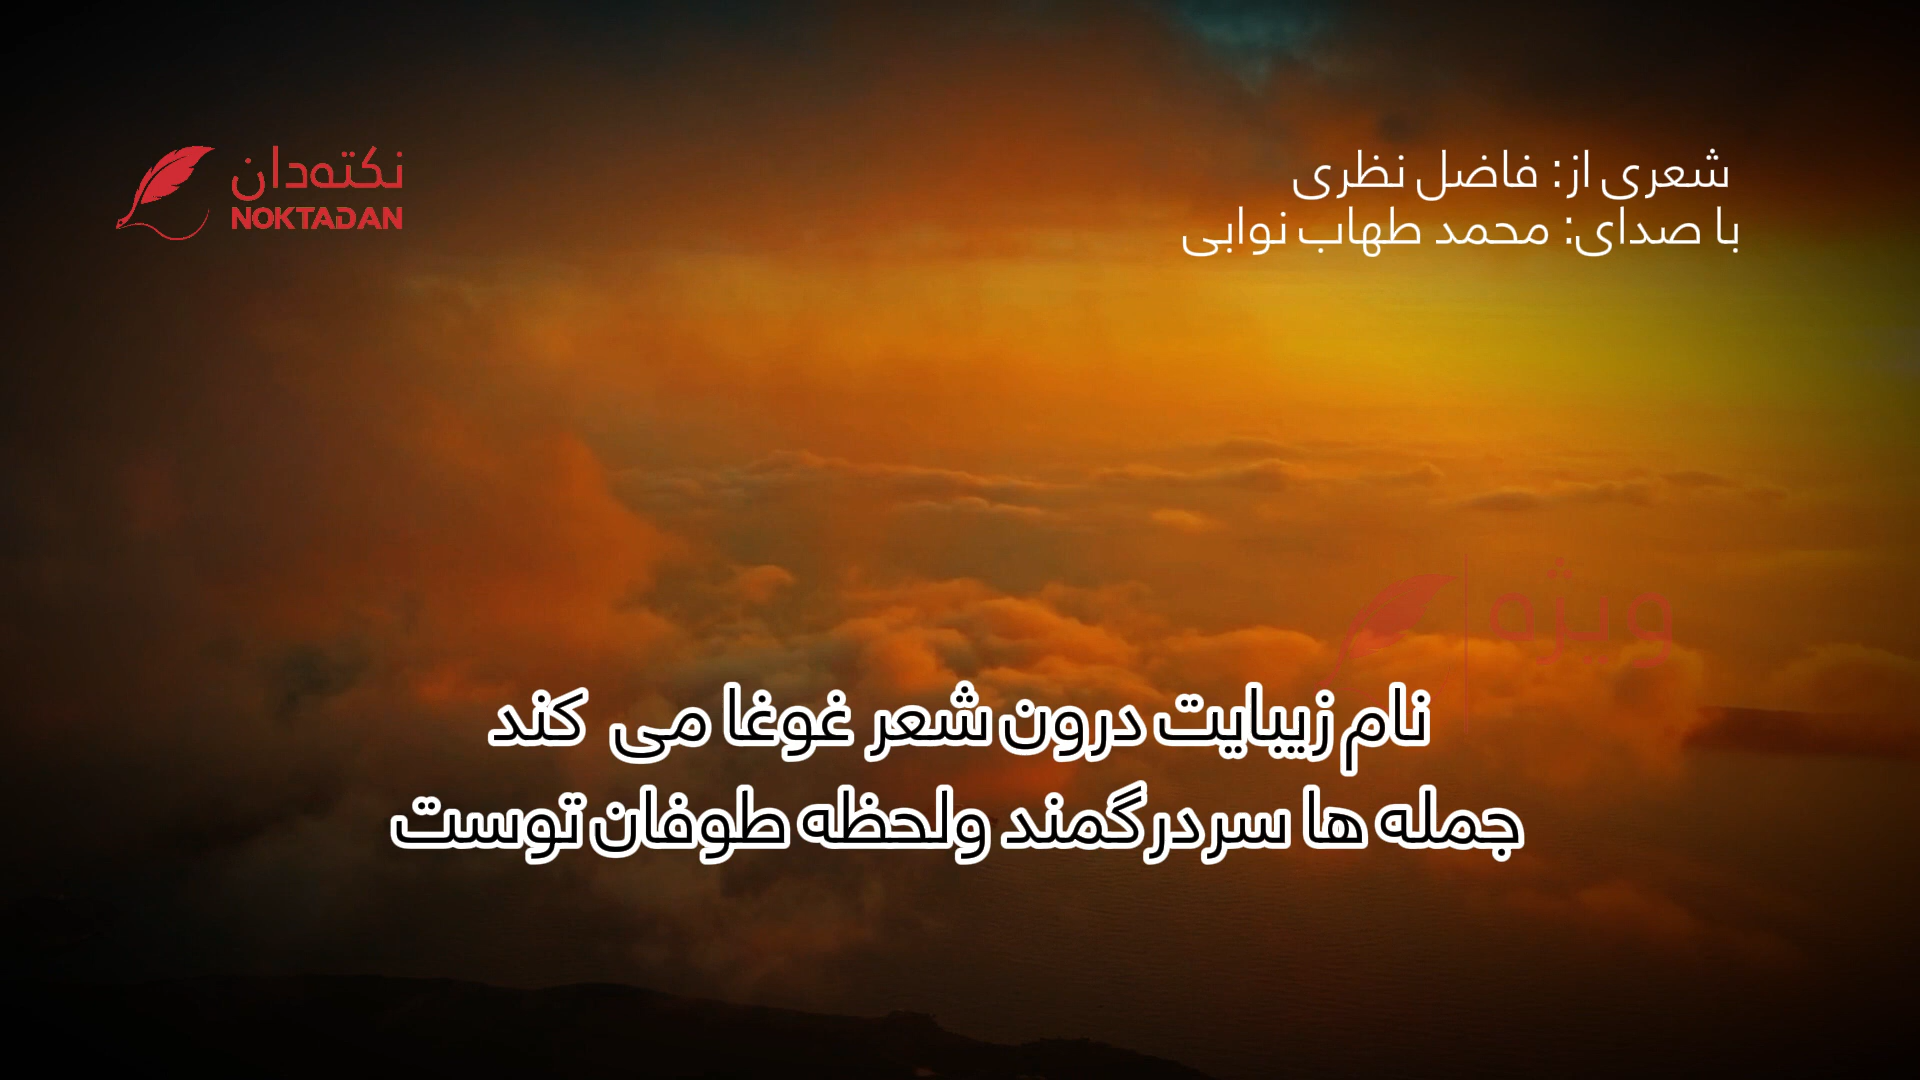 شعری از: فاضل نظری
با صدای: محمد طهاب نوابی
نکته‌دان
NOKTADAN
ویژه
نام زیبایت درون شعر غوغا می کند
جمله ها سردرگمند ولحظه طوفان توست